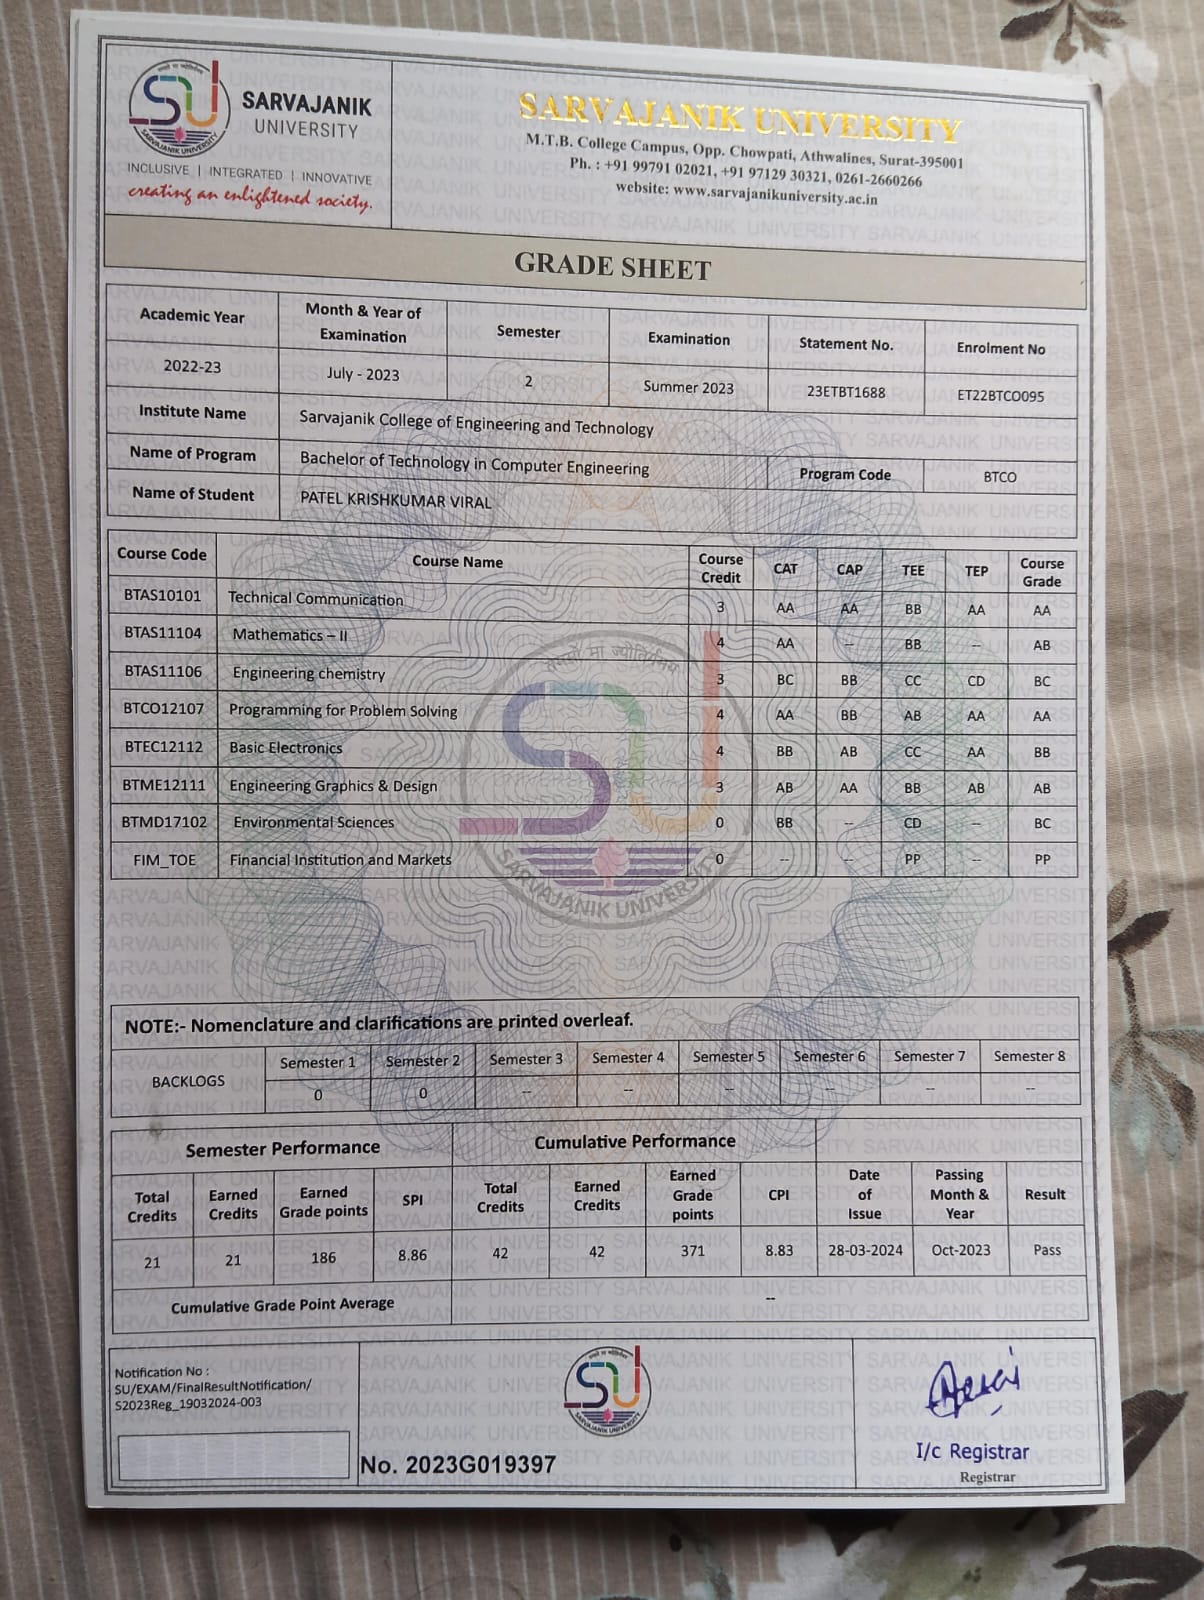 SARVAJANIK
UNIVERSITY
INCLUSIVE | INTEGRATED | INNOVATIVE
creating an enlightened society.
SARVAJANIK UNIVERSITY
M.T.B. College Campus, Opp. Chowpati, Athwalines, Surat-395001
Ph. : +91 99791 02021, +91 97129 30321, 0261-2660266
website: www.sarvajanikuniversity.ac.in
GRADE SHEET
Academic Year Month & Year of Examination Semester Examination Statement No. Enrolment No
2022-23 July - 2023 2 Summer 2023 23ETBT1688 ET22BTCO095
Institute Name Sarvajanik College of Engineering and Technology
Name of Program Bachelor of Technology in Computer Engineering Program Code BTCO
Name of Student PATEL KRISHKUMAR VIRAL
Course Code Course Name Course Credit CAT CAP TEE TEP Course Grade
BTAS10101 Technical Communication 3 AA AA BB AA AA
BTAS11104 Mathematics – II 4 AA -- BB -- AB
BTAS11106 Engineering chemistry 3 BC BB CC CD BC
BTCO12107 Programming for Problem Solving 4 AA BB AB AA AA
BTEC12112 Basic Electronics 4 BB AB CC AA BB
BTME12111 Engineering Graphics & Design 3 AB AA BB AB AB
BTMD17102 Environmental Sciences 0 BB -- CD -- BC
FIM_TOE Financial Institution and Markets 0 -- -- PP -- PP
SARVAJANIK UNIVERSITY
NOTE:- Nomenclature and clarifications are printed overleaf.
BACKLOGS Semester 1 Semester 2 Semester 3 Semester 4 Semester 5 Semester 6 Semester 7 Semester 8
0 0 -- -- -- -- -- --
Semester Performance Cumulative Performance
Total Credits Earned Credits Earned Grade points SPI Total Credits Earned Credits Earned Grade points CPI Date of Issue Passing Month & Year Result
21 21 186 8.86 42 42 371 8.83 28-03-2024 Oct-2023 Pass
Cumulative Grade Point Average --
Notification No :
SU/EXAM/FinalResultNotification/
S2023Reg_19032024-003
No. 2023G019397
I/c Registrar
Registrar